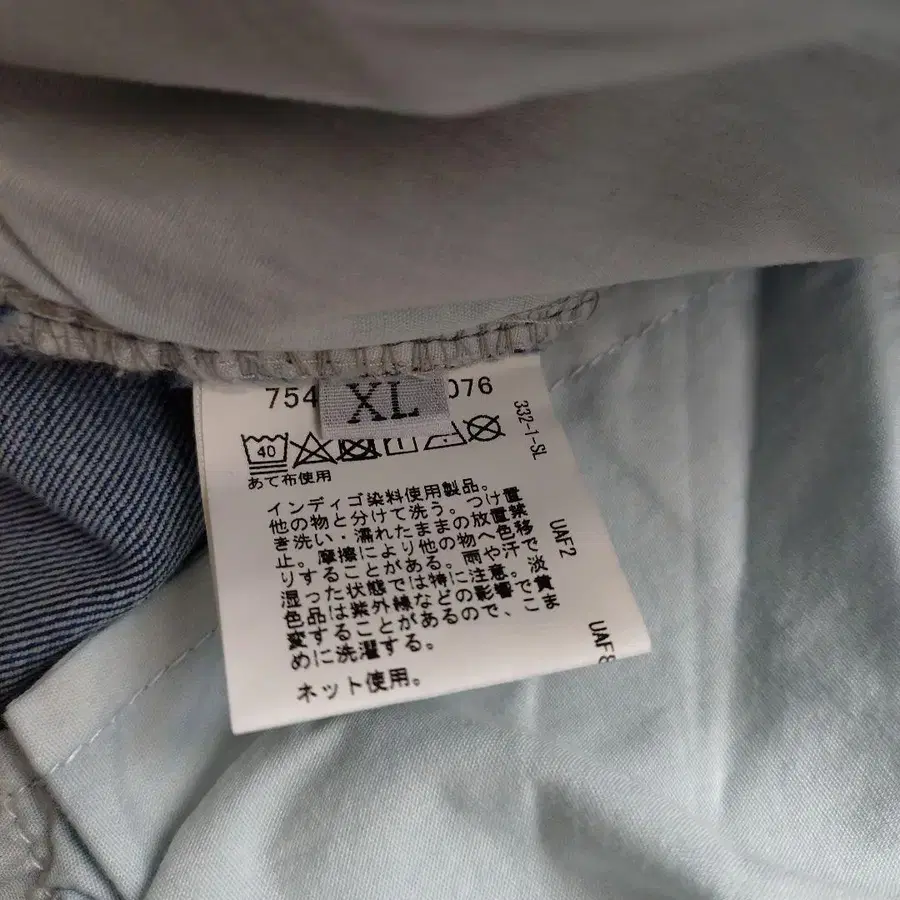 754
XL
076
332-1-SL
40
あて布使用
インディゴ染料使用製品。
他の物と分けて洗う。つけ置
き洗い・濡れたままの放置禁
止。摩擦により他の物へ色移
りすることがある。雨や汗で
湿った状態では特に注意。淡
色品は紫外線などの影響で黄
変することがあるので、こま
めに洗濯する。
ネット使用。
UAF2
UAF8